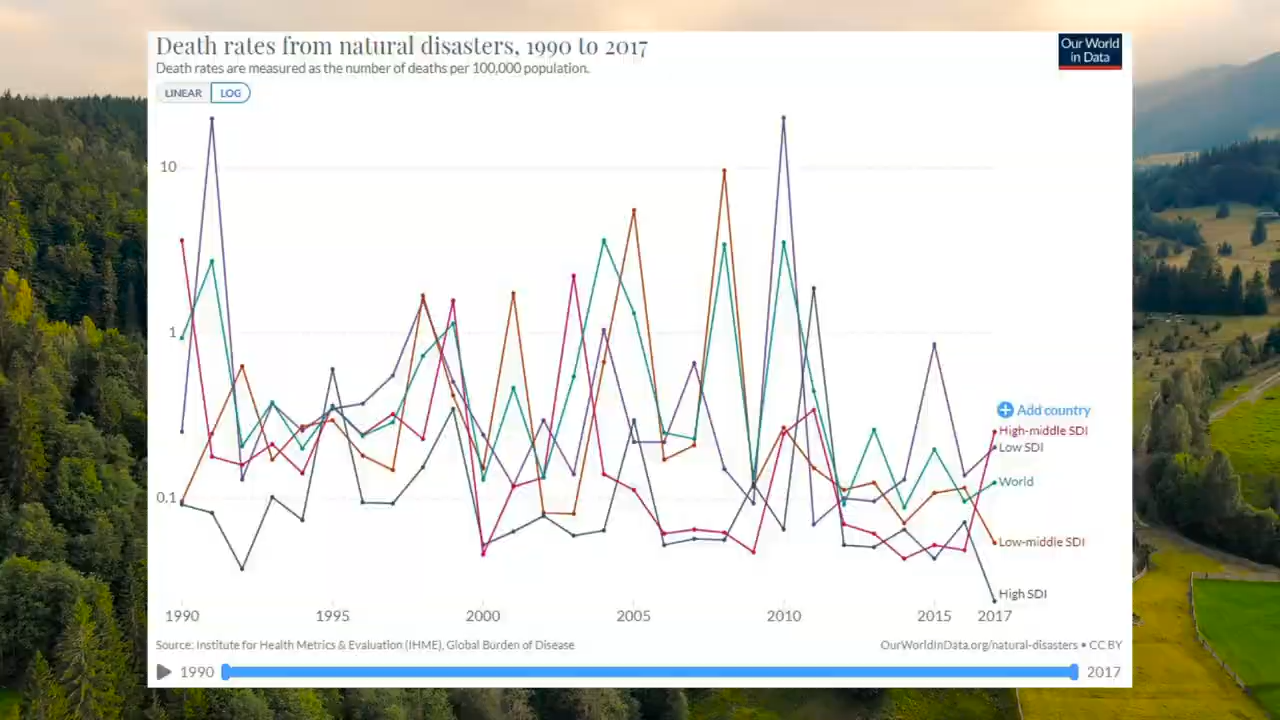 Death rates from natural disasters, 1990 to 2017
Our World
in Data
Death rates are measured as the number of deaths per 100,000 population.
LINEAR LOG
10
1
0.1
Add country
High-middle SDI
Low SDI
World
Low-middle SDI
High SDI
1990 1995 2000 2005 2010 2015 2017
Source: Institute for Health Metrics & Evaluation (IHME), Global Burden of Disease
OurWorldInData.org/natural-disasters • CC BY
1990 2017